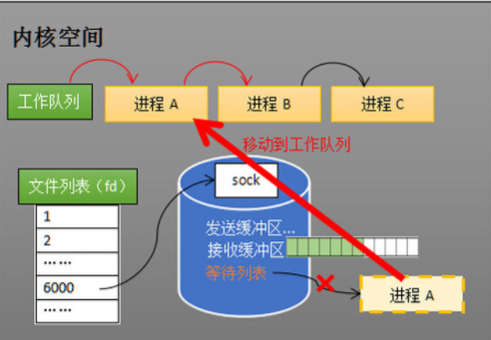 内核空间
工作队列
进程 A
进程 B
进程 C
移动到工作队列
文件列表（fd）
sock
1
2
……
6000
……
发送缓冲区...
接收缓冲区
等待列表
进程 A